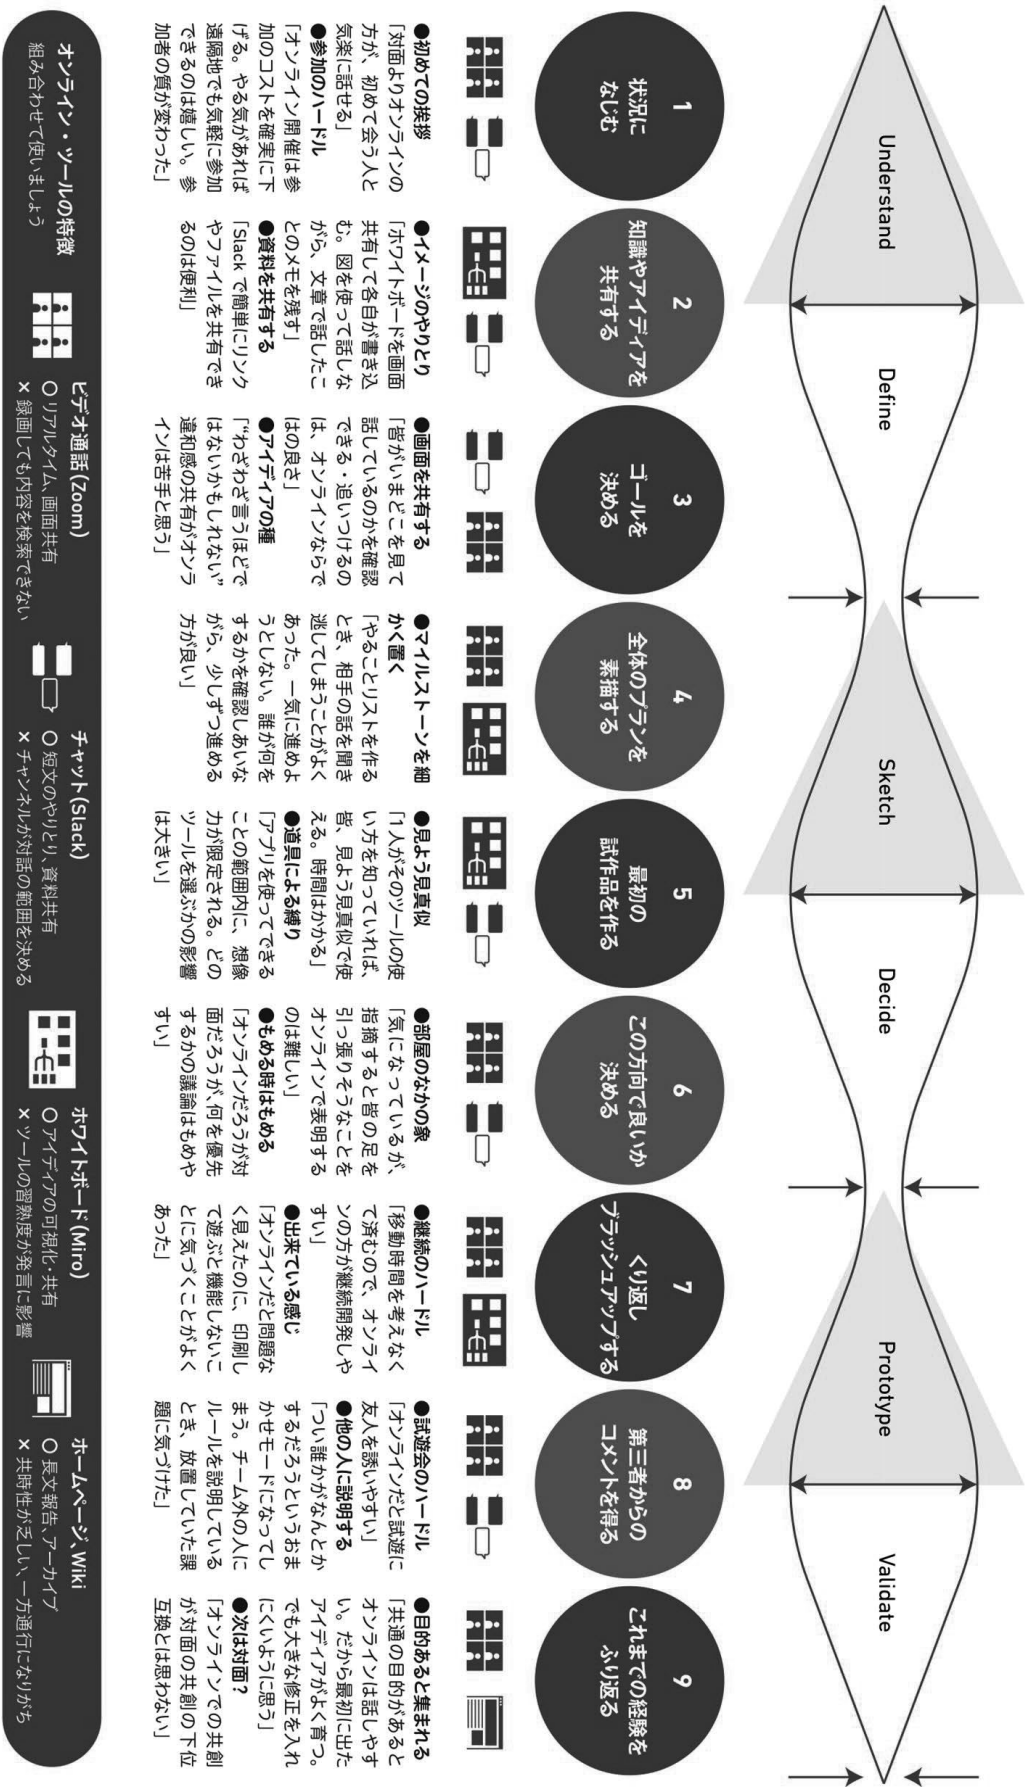 Understand
Define
Sketch
Decide
Prototype
Validate
1
状況に
なじむ
2
知識やアイディアを
共有する
3
ゴールを
決める
4
全体のプランを
素描する
5
最初の
試作品を作る
6
この方向で良いか
決める
7
くり返し
ブラッシュアップする
8
第三者からの
コメントを得る
9
これまでの経験を
ふり返る
●初めての挨拶
「対面よりオンラインの
方が、初めて会う人と
気楽に話せる」
●参加のハードル
「オンライン開催は参
加のコストを確実に下
げる。やる気があれば
遠隔地でも気軽に参加
できるのは嬉しい。参
加者の質が変わった」
●イメージのやりとり
「ホワイトボードを画面
共有して各自が書き込
む。図を使って話しな
がら、文章で話したこ
とのメモを残す」
●資料を共有する
「Slack で簡単にリンク
やファイルを共有でき
るのは便利」
●画面を共有する
「皆がいまどこを見て
話しているのかを確認
できる・追いつけるの
は、オンラインならで
はの良さ」
●アイディアの種
「“わざわざ言うほどで
はないかもしれない”
違和感の共有がオンラ
インは苦手と思う」
●マイルストーンを細
かく置く
「やることリストを作る
とき、相手の話を聞き
逃してしまうことがよく
あった。一気に進めよ
うとしない。誰が何を
するかを確認しあいな
がら、少しずつ進める
方が良い」
●見よう見真似
「1人がそのツールの使
い方を知っていれば、
皆、見よう見真似で使
える。時間はかかる」
●道具による縛り
「アプリを使ってできる
ことの範囲内に、想像
力が限定される。どの
ツールを選ぶかの影響
は大きい」
●部屋のなかの象
「気になっているが、
指摘すると皆の足を
引っ張りそうなことを
オンラインで表明する
のは難しい」
●もめる時はもめる
「オンラインだろうが対
面だろうが、何を優先
するかの議論はもめや
すい」
●継続のハードル
「移動時間を考えなく
て済むので、オンライ
ンの方が継続開発しや
すい」
●出来ている感じ
「オンラインだと問題な
く見えたのに、印刷し
て遊ぶと機能しないこ
とに気づくことがよく
あった」
●試遊会のハードル
「オンラインだと試遊に
友人を誘いやすい」
●他の人に説明する
「つい誰かがなんとか
するだろうというおま
かせモードになってし
まう。チーム外の人に
ルールを説明している
とき、放置していた課
題に気づけた」
●目的あると集まれる
「共通の目的があると
オンラインは話しやす
い。だから最初に出た
アイディアがよく育つ。
でも大きな修正を入れ
にくいように思う」
●次は対面？
「オンラインでの共創
が対面の共創の下位
互換とは思わない」
オンライン・ツールの特徴
組み合わせて使いましょう
ビデオ通話(Zoom)
○リアルタイム、画面共有
×録画しても内容を検索できない
チャット(Slack)
○短文のやりとり、資料共有
×チャンネルが対話の範囲を決める
ホワイトボード(Miro)
○アイディアの可視化・共有
×ツールの習熟度が発言に影響
ホームページ、Wiki
○長文報告、アーカイブ
×共時性が乏しい、一方通行になりがち